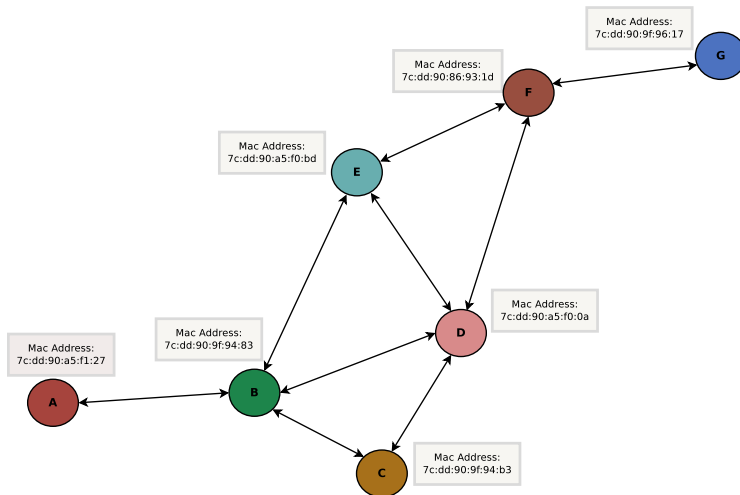 Mac Address:
7c:dd:90:9f:96:17
G
Mac Address:
7c:dd:90:86:93:1d
F
Mac Address:
7c:dd:90:a5:f0:bd
E
Mac Address:
7c:dd:90:a5:f0:0a
D
Mac Address:
7c:dd:90:9f:94:83
B
Mac Address:
7c:dd:90:a5:f1:27
A
Mac Address:
7c:dd:90:9f:94:b3
C